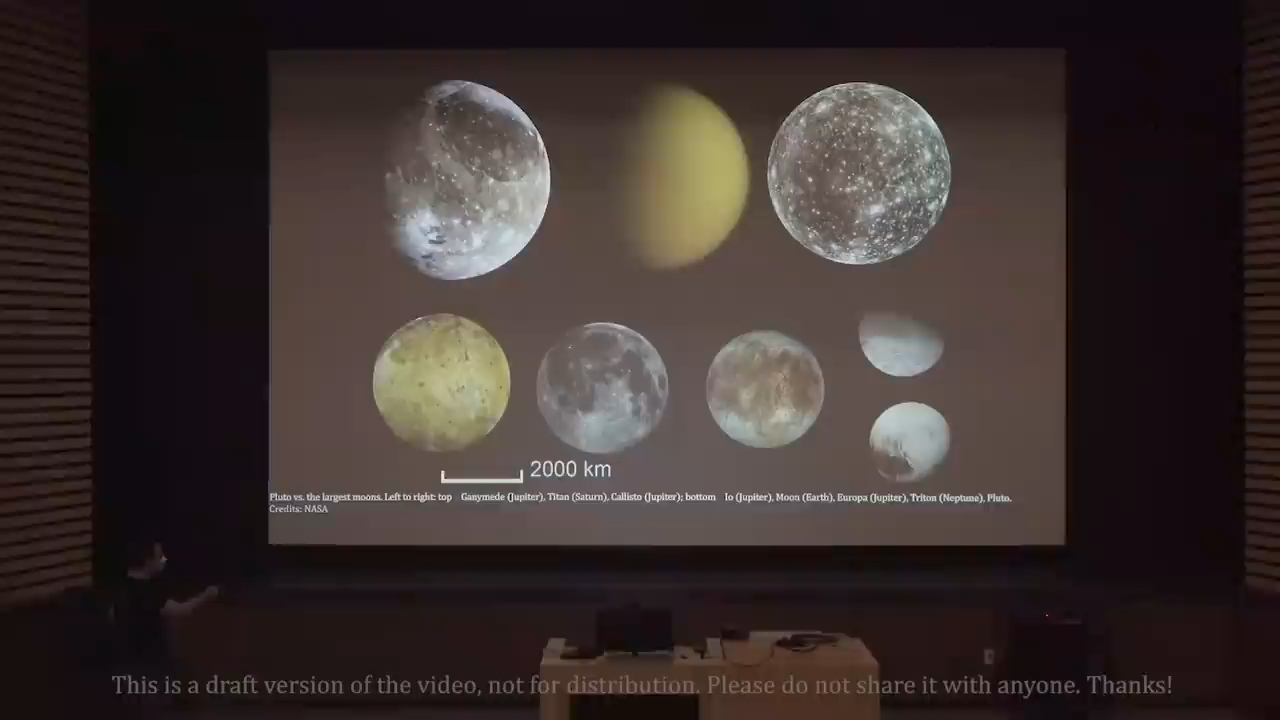 2000 km
Pluto vs. the largest moons. Left to right: top Ganymede (Jupiter), Titan (Saturn), Callisto (Jupiter); bottom Io (Jupiter), Moon (Earth), Europa (Jupiter), Triton (Neptune), Pluto.
Credits: NASA
This is a draft version of the video, not for distribution. Please do not share it with anyone. Thanks!